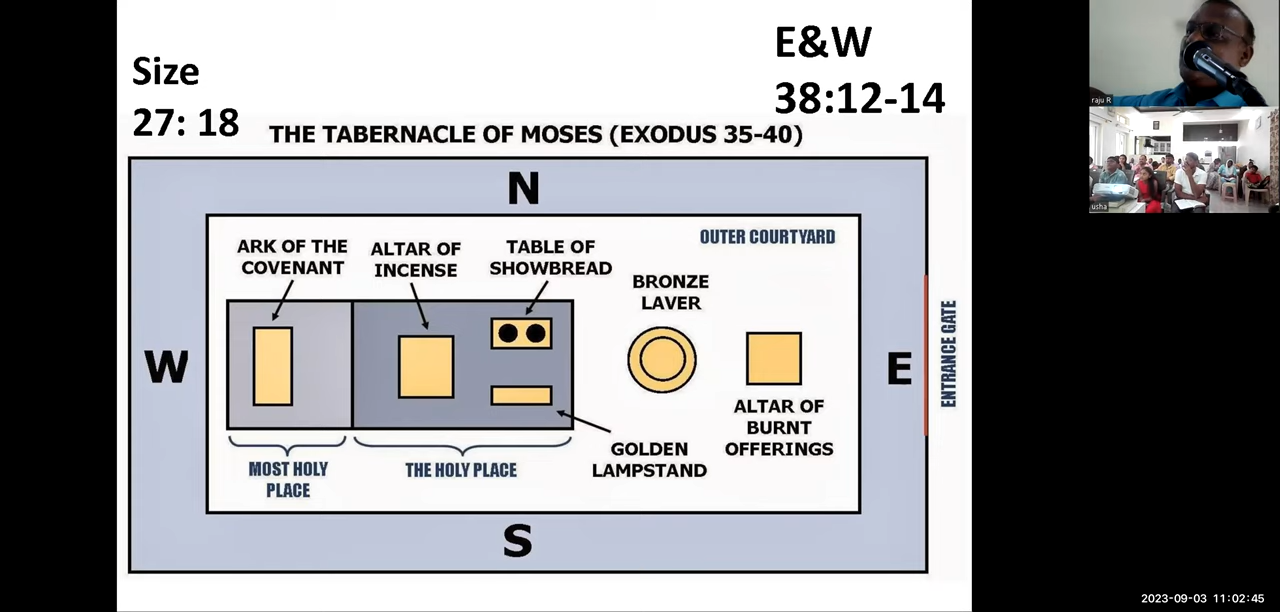 Size
27: 18
E&W
38:12-14
THE TABERNACLE OF MOSES (EXODUS 35-40)
N
OUTER COURTYARD
ARK OF THE
COVENANT
ALTAR OF
INCENSE
TABLE OF
SHOWBREAD
BRONZE
LAVER
W
E
ENTRANCE GATE
ALTAR OF
BURNT
OFFERINGS
GOLDEN
LAMPSTAND
MOST HOLY
PLACE
THE HOLY PLACE
S
raju R
usha
2023-09-03 11:02:45